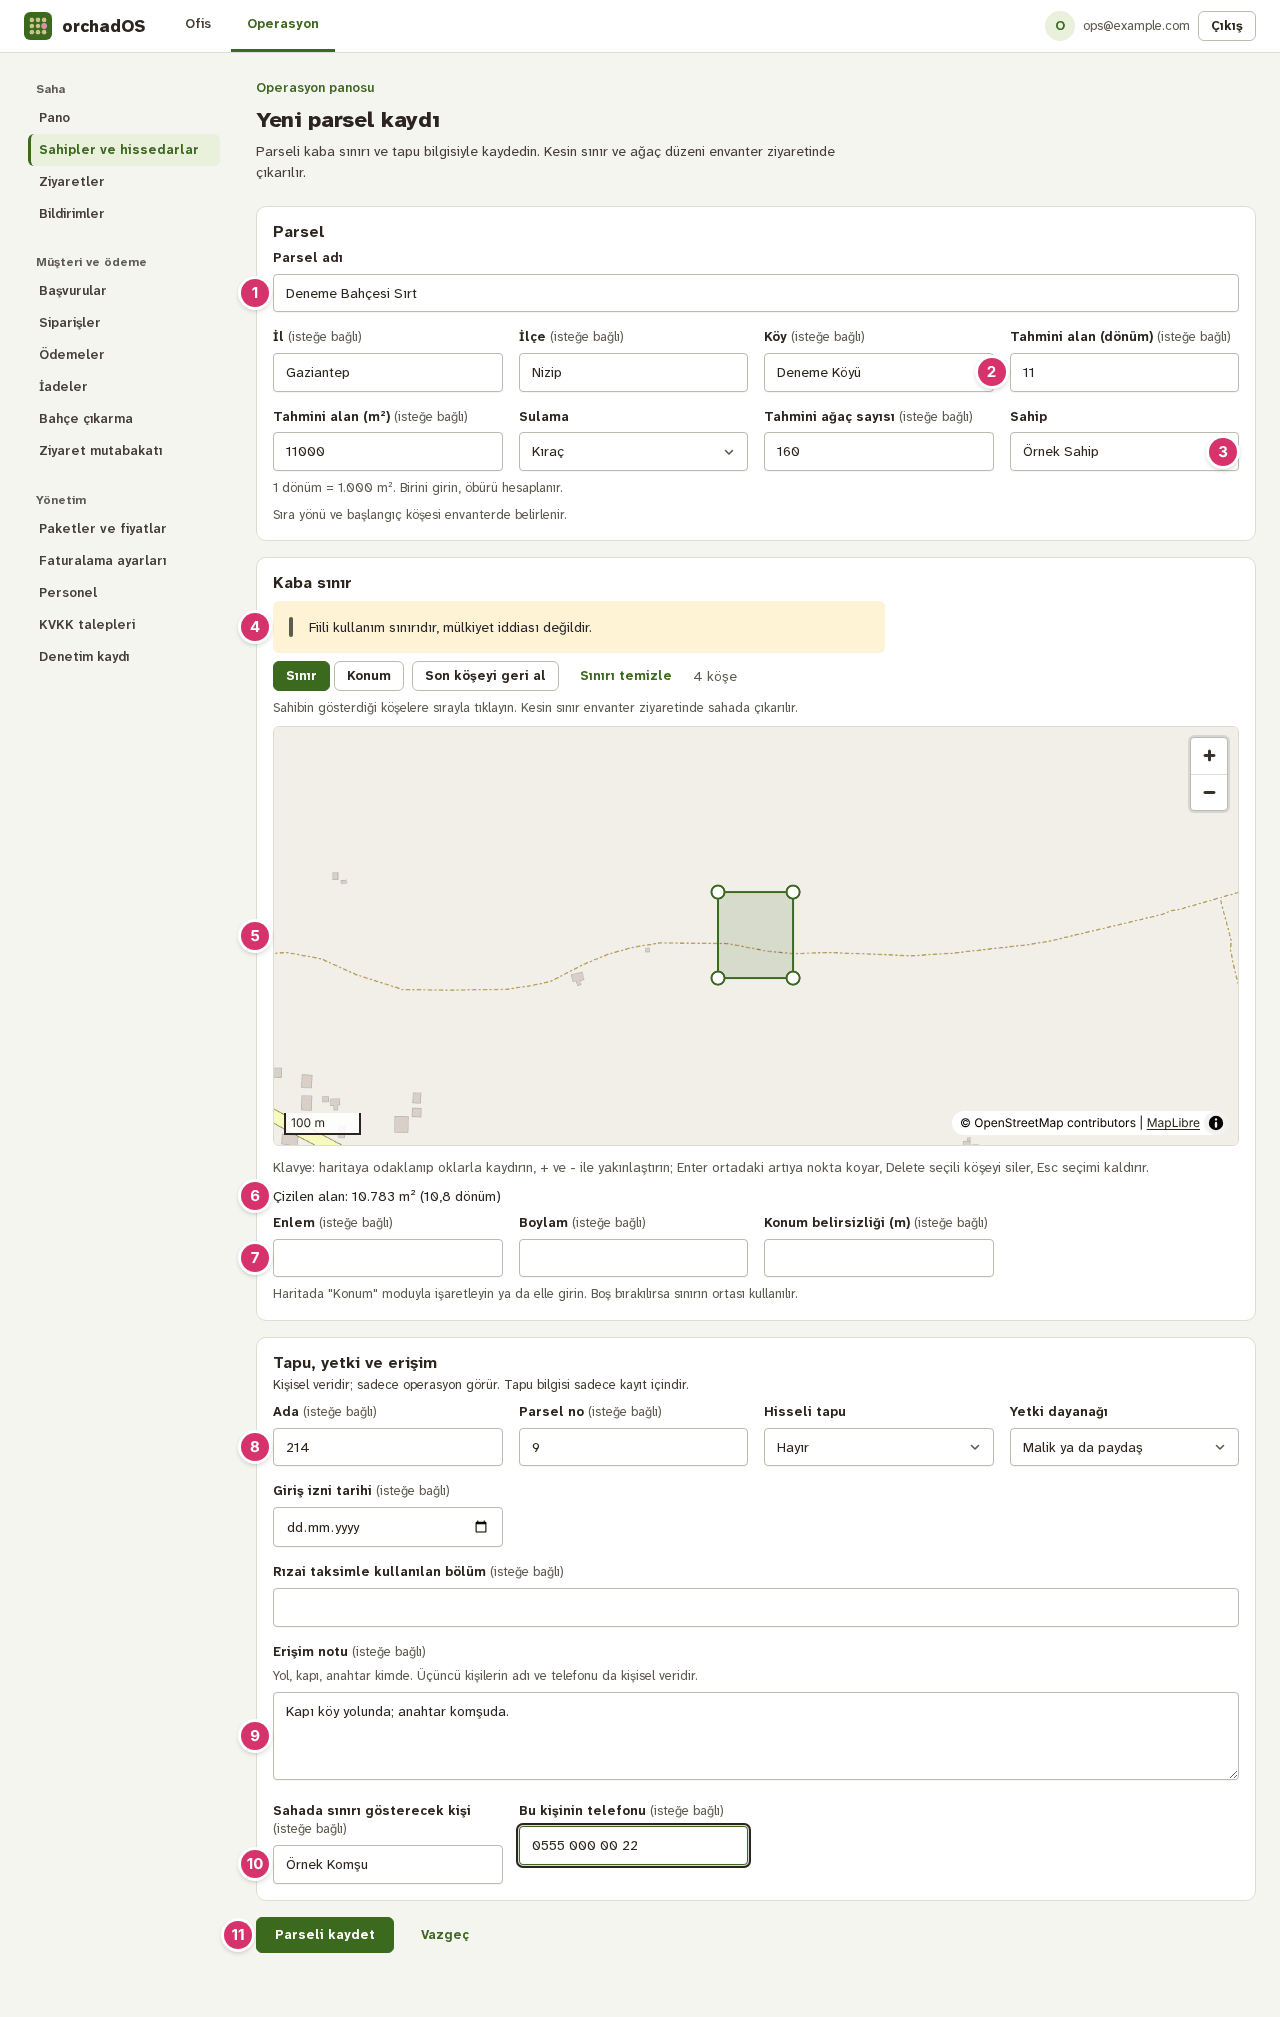 orchadOS
Ofis
Operasyon
O
ops@example.com
Çıkış
Saha
Pano
Sahipler ve hissedarlar
Ziyaretler
Bildirimler
Müşteri ve ödeme
Başvurular
Siparişler
Ödemeler
İadeler
Bahçe çıkarma
Ziyaret mutabakatı
Yönetim
Paketler ve fiyatlar
Faturalama ayarları
Personel
KVKK talepleri
Denetim kaydı
Operasyon panosu
Yeni parsel kaydı
Parseli kaba sınırı ve tapu bilgisiyle kaydedin. Kesin sınır ve ağaç düzeni envanter ziyaretinde
çıkarılır.
Parsel
Parsel adı
1
Deneme Bahçesi Sırt
İl (isteğe bağlı)
İlçe (isteğe bağlı)
Köy (isteğe bağlı)
Tahmini alan (dönüm) (isteğe bağlı)
Gaziantep
Nizip
Deneme Köyü
2
11
Tahmini alan (m²) (isteğe bağlı)
Sulama
Tahmini ağaç sayısı (isteğe bağlı)
Sahip
11000
Kıraç
160
Örnek Sahip
3
1 dönüm = 1.000 m². Birini girin, öbürü hesaplanır.
Sıra yönü ve başlangıç köşesi envanterde belirlenir.
Kaba sınır
4
Fiili kullanım sınırıdır, mülkiyet iddiası değildir.
Sınır
Konum
Son köşeyi geri al
Sınırı temizle
4 köşe
Sahibin gösterdiği köşelere sırayla tıklayın. Kesin sınır envanter ziyaretinde sahada çıkarılır.
+
−
5
100 m
© OpenStreetMap contributors | MapLibre
Klavye: haritaya odaklanıp oklarla kaydırın, + ve - ile yakınlaştırın; Enter ortadaki artıya nokta koyar, Delete seçili köşeyi siler, Esc seçimi kaldırır.
6
Çizilen alan: 10.783 m² (10,8 dönüm)
Enlem (isteğe bağlı)
Boylam (isteğe bağlı)
Konum belirsizliği (m) (isteğe bağlı)
7
Haritada "Konum" moduyla işaretleyin ya da elle girin. Boş bırakılırsa sınırın ortası kullanılır.
Tapu, yetki ve erişim
Kişisel veridir; sadece operasyon görür. Tapu bilgisi sadece kayıt içindir.
Ada (isteğe bağlı)
Parsel no (isteğe bağlı)
Hisseli tapu
Yetki dayanağı
8
214
9
Hayır
Malik ya da paydaş
Giriş izni tarihi (isteğe bağlı)
dd.mm.yyyy
Rızai taksimle kullanılan bölüm (isteğe bağlı)
Erişim notu (isteğe bağlı)
Yol, kapı, anahtar kimde. Üçüncü kişilerin adı ve telefonu da kişisel veridir.
Kapı köy yolunda; anahtar komşuda.
9
Sahada sınırı gösterecek kişi
(isteğe bağlı)
Bu kişinin telefonu (isteğe bağlı)
10
Örnek Komşu
0555 000 00 22
11
Parseli kaydet
Vazgeç